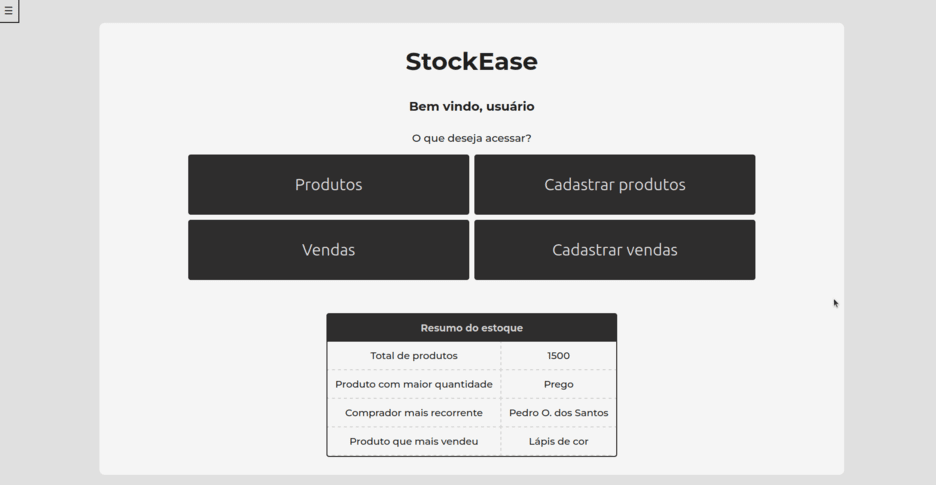 ☰
StockEase
Bem vindo, usuário
O que deseja acessar?
Produtos
Cadastrar produtos
Vendas
Cadastrar vendas
Resumo do estoque
Total de produtos 1500
Produto com maior quantidade Prego
Comprador mais recorrente Pedro O. dos Santos
Produto que mais vendeu Lápis de cor